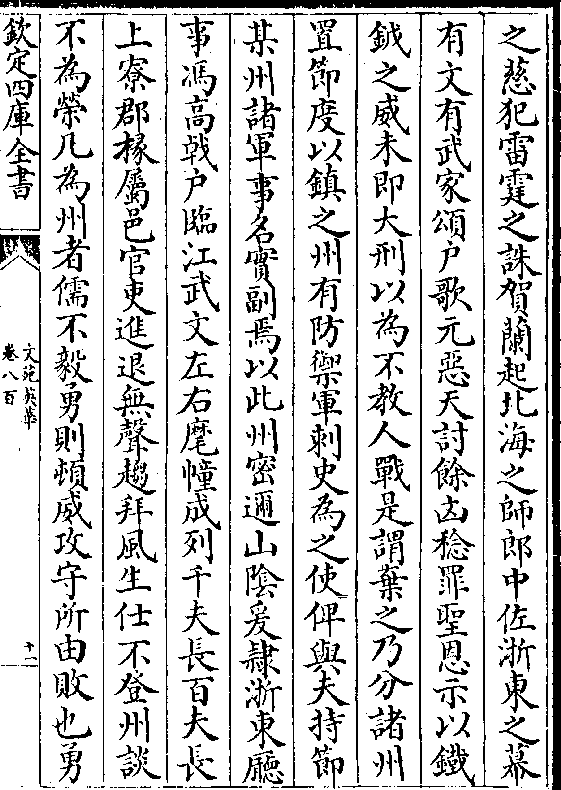 之慈犯雷霆之誅賀蘭起北海之師郎中佐浙東之幕
有文有武家頌户歌元惡天討餘凶稔罪聖恩示以鐵
鉞之威未即大刑以為不教人戰是謂棄之乃分諸州
置節度以鎮之州有防禦軍刺史為之使俾與夫持節
某州諸軍事名實副焉以此州密邇山陰爰隷浙東廳
事馮高戟户臨江武文左右麾幢成列千夫長百夫長
上寮郡掾屬邑官吏進退無聲趨拜風生仕不登州談
不為榮凡為州者儒不毅勇則頓威攻守所由敗也勇
欽定四庫全書
文苑英華
卷八百
十一